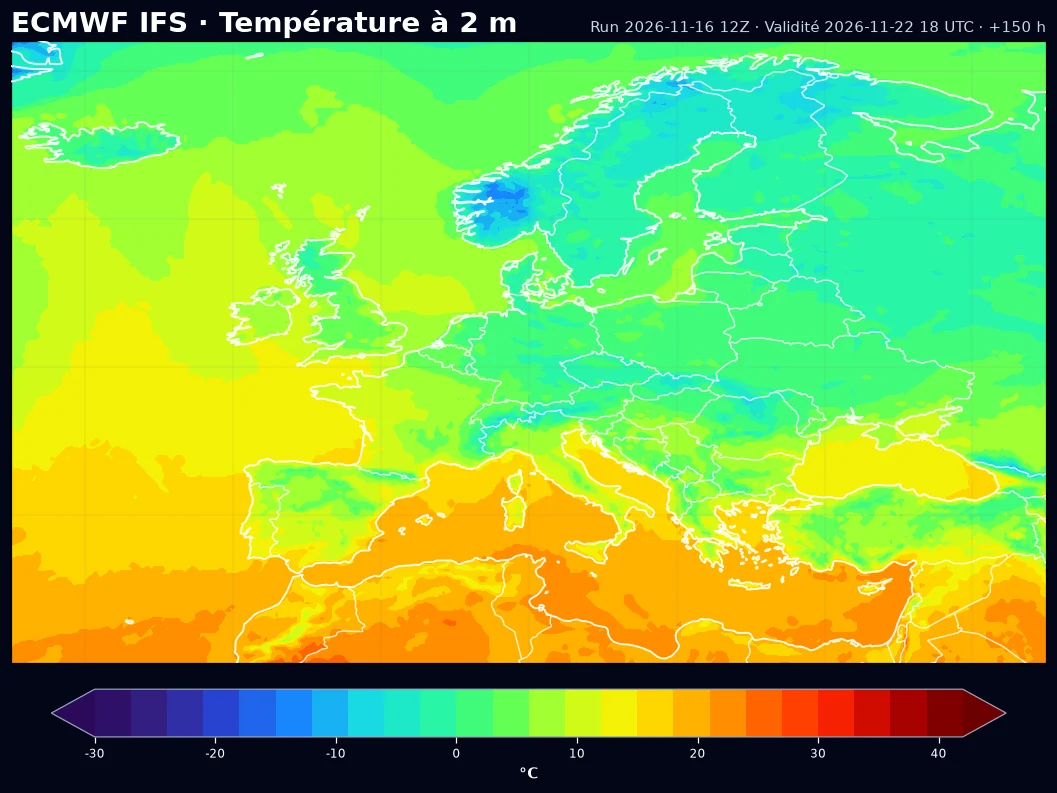 ECMWF IFS · Température à 2 m
Run 2026-11-16 12Z · Validité 2026-11-22 18 UTC · +150 h
-30 -20 -10 0 10 20 30 40
°C